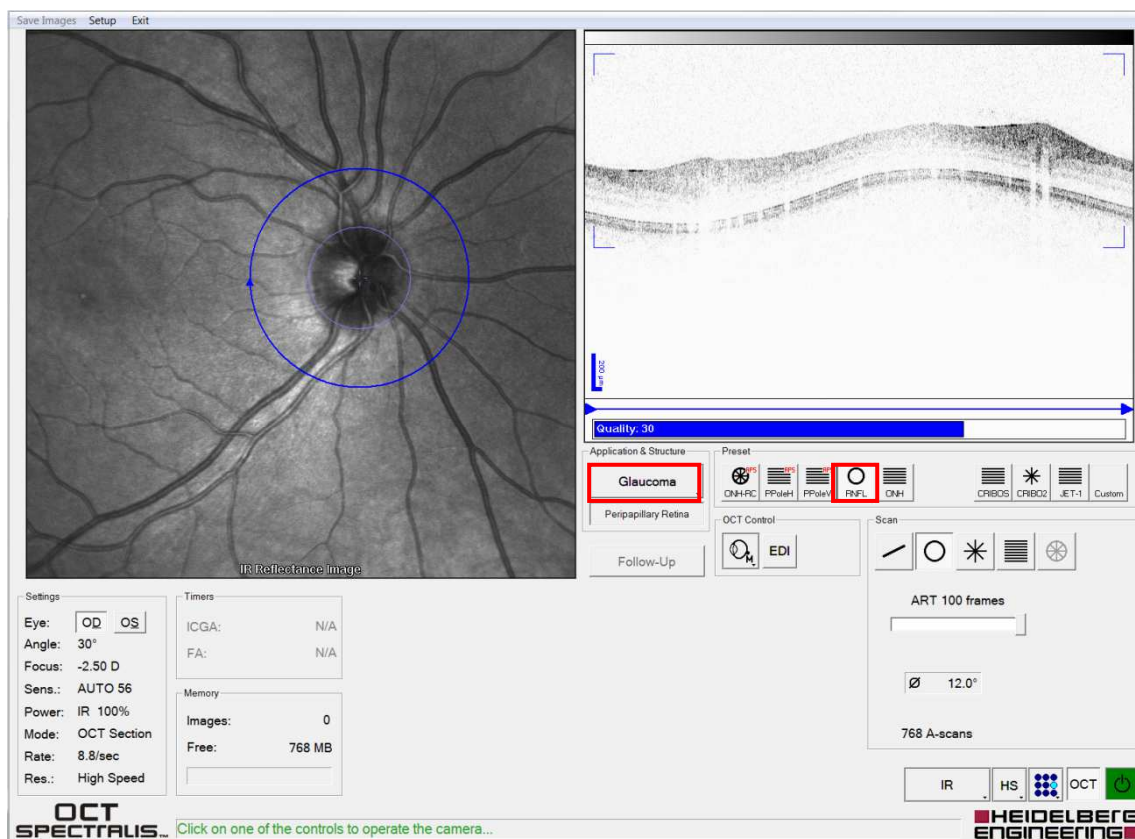 Save Images Setup Exit
IR Reflectance Image
200 µm
Quality: 30
Application & Structure
Glaucoma
Peripapillary Retina
Follow-Up
Preset
ONH-RC PPoleH PPoleV RNFL ONH CRIBOS CRIBO2 JET-1 Custom
APS APS
OCT Control
M EDI
Scan
ART 100 frames
Ø 12.0°
768 A-scans
Settings
Eye: OD OS
Angle: 30°
Focus: -2.50 D
Sens.: AUTO 56
Power: IR 100%
Mode: OCT Section
Rate: 8.8/sec
Res.: High Speed
Timers
ICGA: N/A
FA: N/A
Memory
Images: 0
Free: 768 MB
IR HS OCT
OCT
SPECTRALIS™
Click on one of the controls to operate the camera...
HEIDELBERG
ENGINEERING